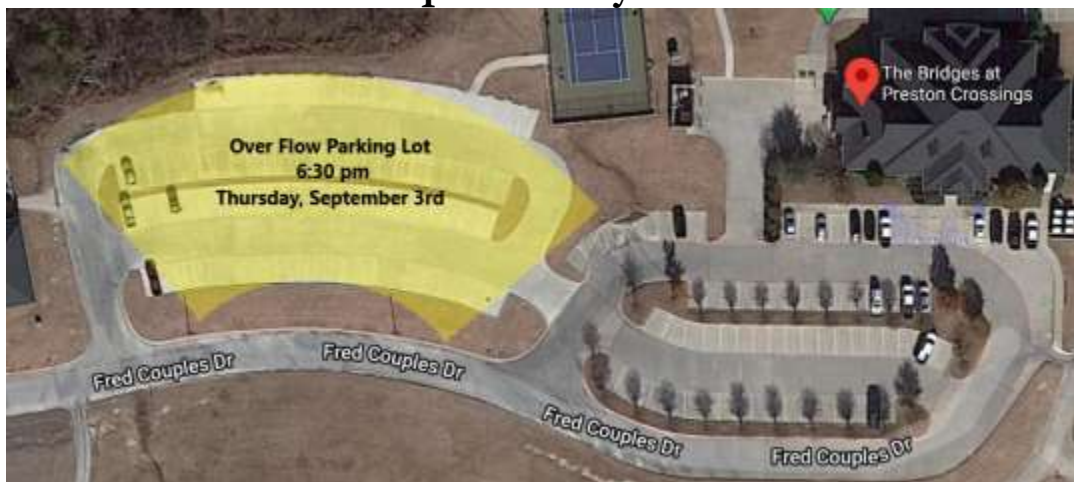 Over Flow Parking Lot
6:30 pm
Thursday, September 3rd
The Bridges at
Preston Crossings
Fred Couples Dr
Fred Couples Dr
Fred Couples Dr
Fred Couples Dr